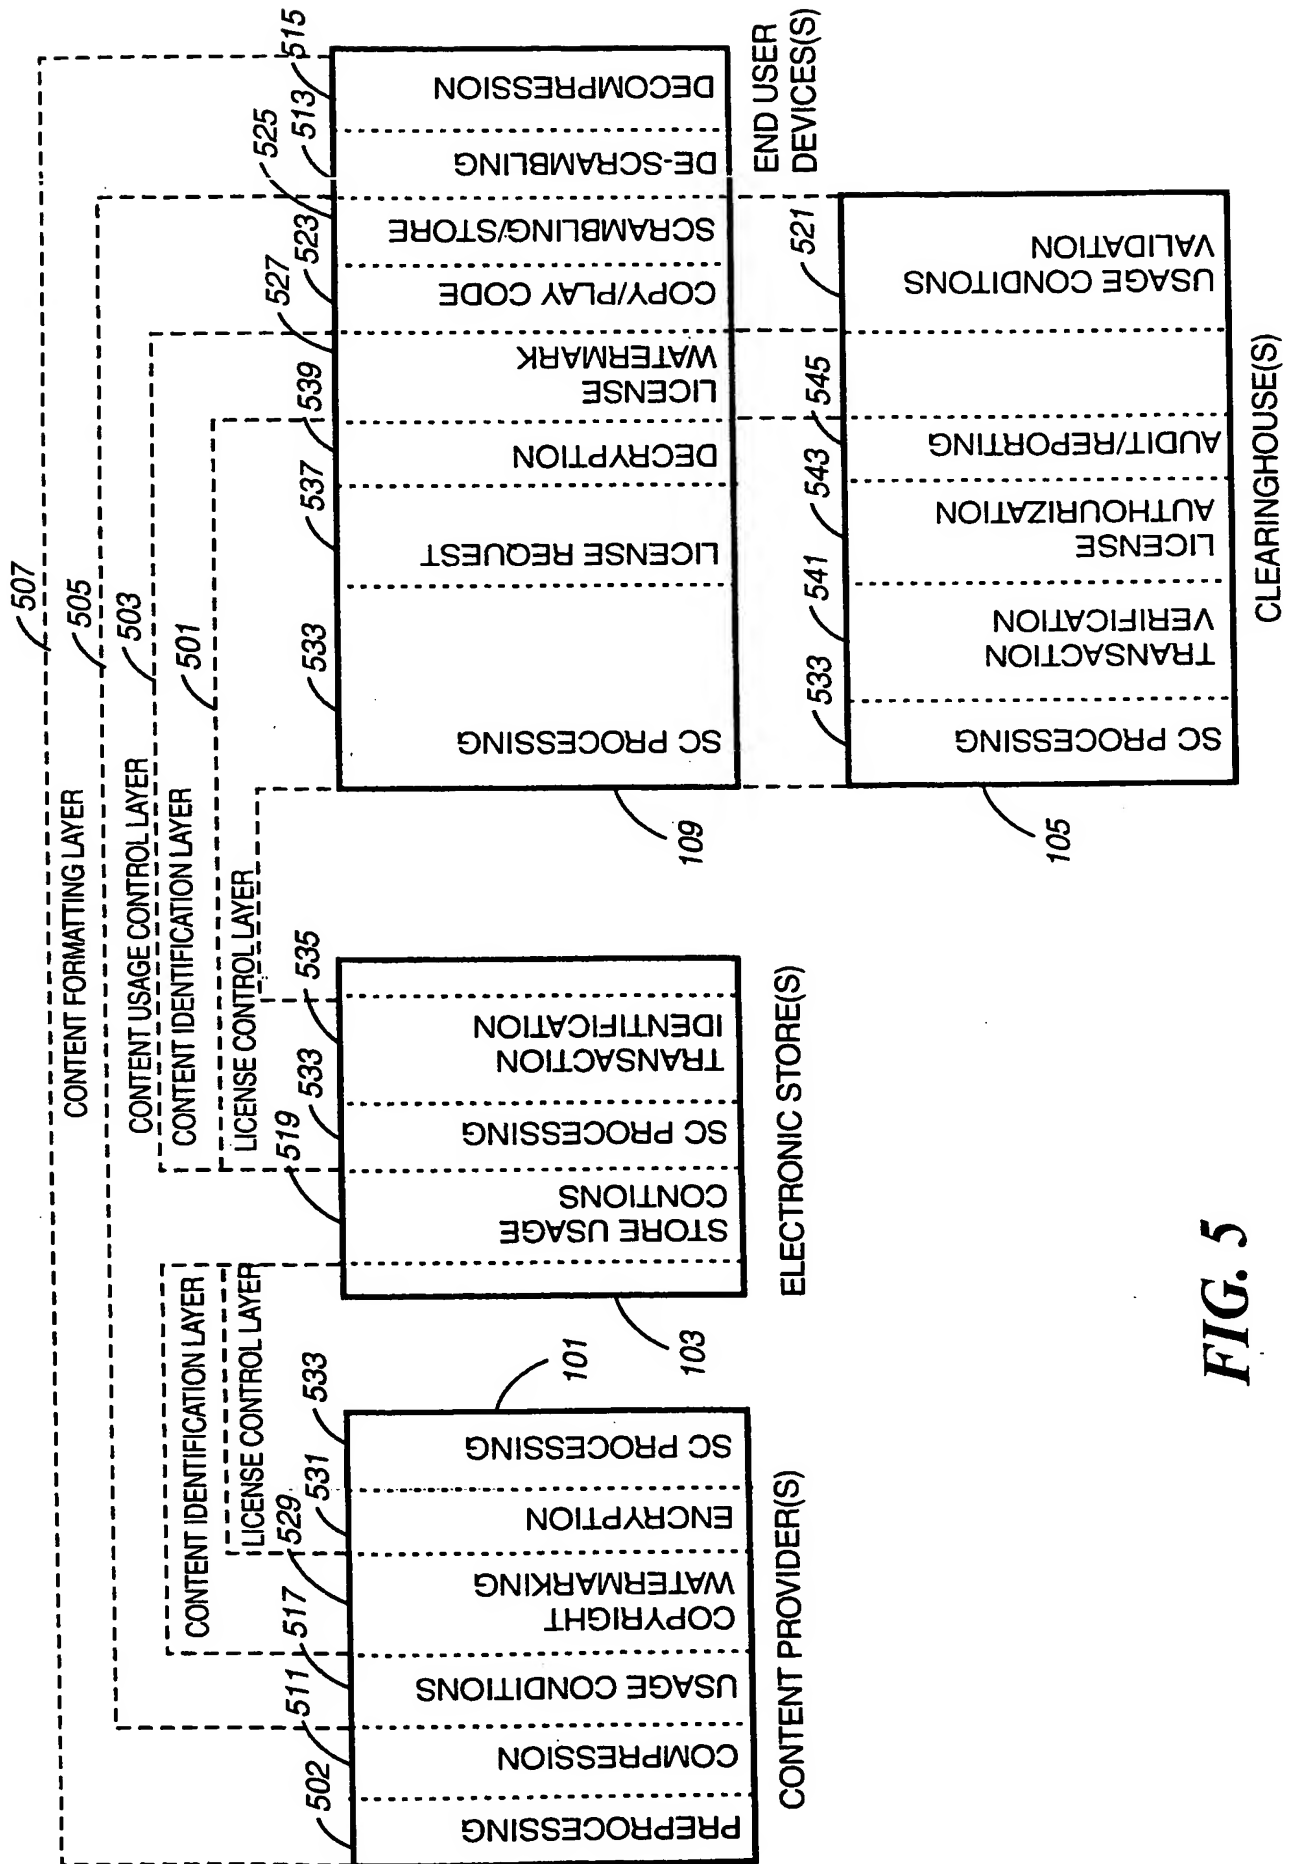 507
CONTENT FORMATTING LAYER
505
CONTENT USAGE CONTROL LAYER
503
CONTENT IDENTIFICATION LAYER
501
LICENSE CONTROL LAYER
CONTENT IDENTIFICATION LAYER
LICENSE CONTROL LAYER
502
511
517
529
531
533
PREPROCESSING
COMPRESSION
USAGE CONDITIONS
COPYRIGHT
WATERMARKING
ENCRYPTION
SC PROCESSING
101
CONTENT PROVIDER(S)
519
533
535
STORE USAGE
CONTIONS
SC PROCESSING
TRANSACTION
IDENTIFICATION
103
ELECTRONIC STORE(S)
533
537
539
527
523
525
513
515
SC PROCESSING
LICENSE REQUEST
DECRYPTION
LICENSE
WATERMARK
COPY/PLAY CODE
SCRAMBLING/STORE
DE-SCRAMBLING
DECOMPRESSION
109
END USER
DEVICES(S)
533
541
543
545
521
SC PROCESSING
TRANSACTION
VERIFICATION
LICENSE
AUTHOURIZATION
AUDIT/REPORTING
USAGE CONDITONS
VALIDATION
105
CLEARINGHOUSE(S)
FIG. 5